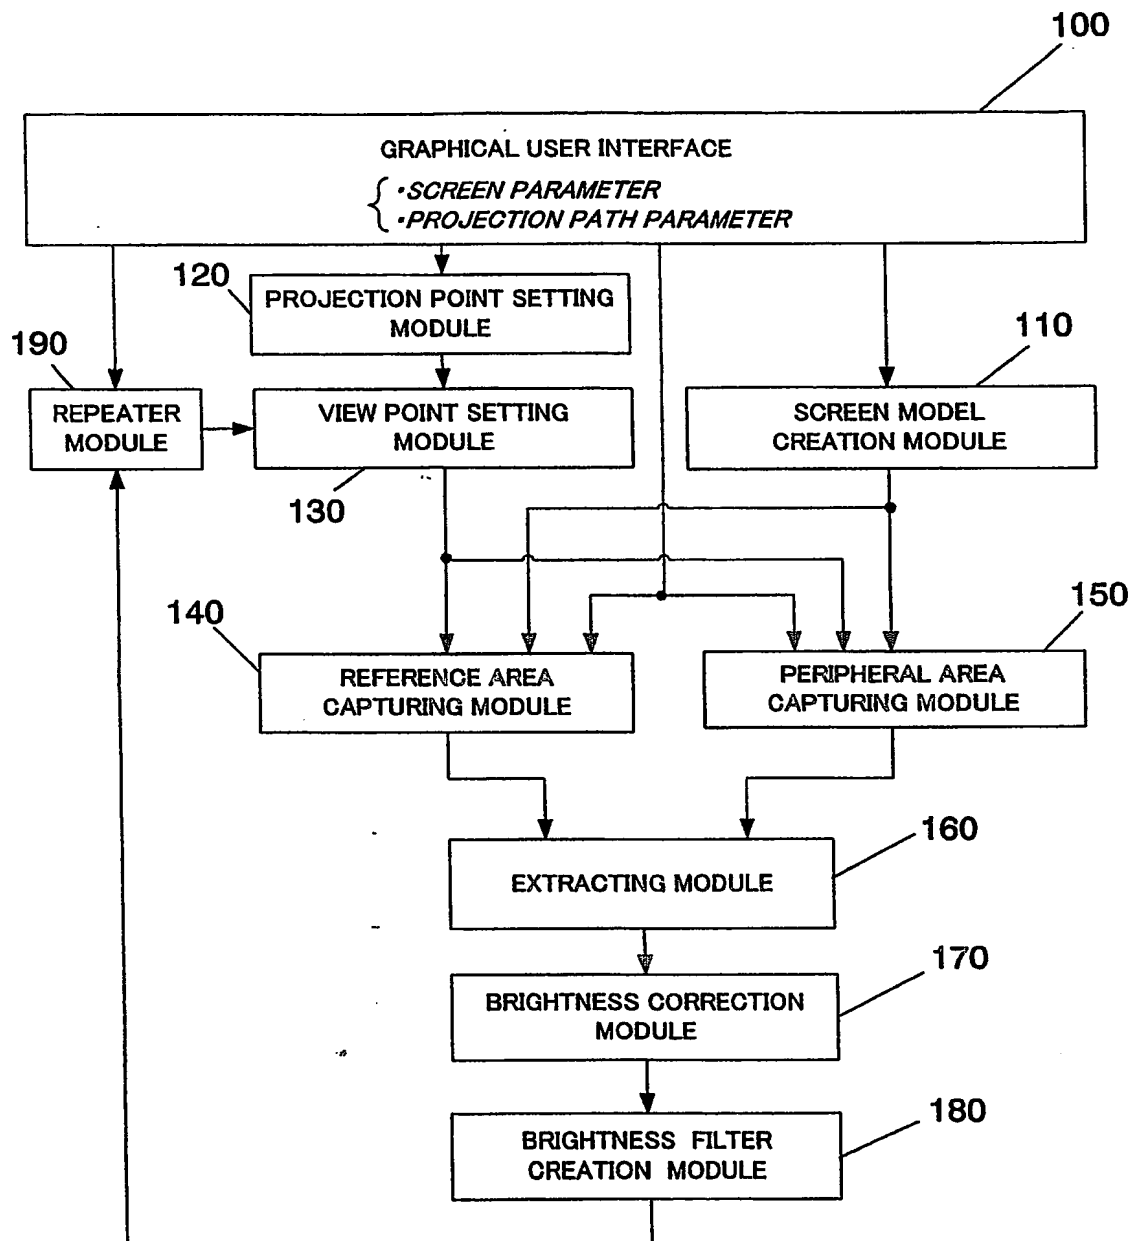 100
GRAPHICAL USER INTERFACE
・SCREEN PARAMETER
・PROJECTION PATH PARAMETER
120
PROJECTION POINT SETTING
MODULE
110
190
REPEATER
MODULE
VIEW POINT SETTING
MODULE
SCREEN MODEL
CREATION MODULE
130
140
150
REFERENCE AREA
CAPTURING MODULE
PERIPHERAL AREA
CAPTURING MODULE
160
EXTRACTING MODULE
170
BRIGHTNESS CORRECTION
MODULE
180
BRIGHTNESS FILTER
CREATION MODULE